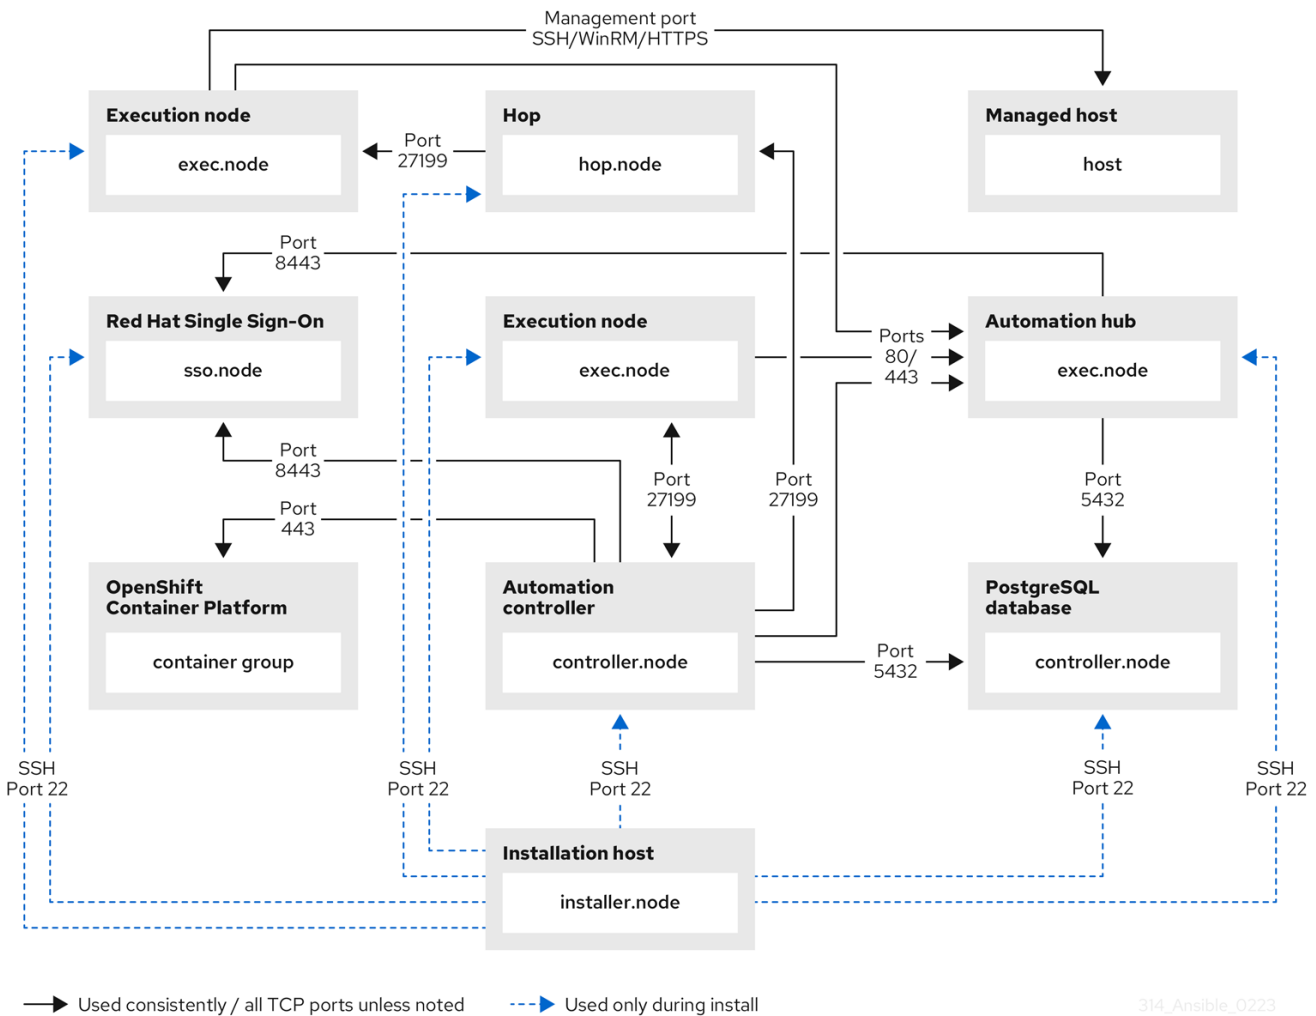 Management port
SSH/WinRM/HTTPS
Execution node
exec.node
Port
27199
Hop
hop.node
Managed host
host
Port
8443
Red Hat Single Sign-On
sso.node
Execution node
exec.node
Ports
80/
443
Automation hub
exec.node
Port
8443
Port
443
Port
27199
Port
27199
Port
5432
OpenShift
Container Platform
container group
Automation
controller
controller.node
Port
5432
PostgreSQL
database
controller.node
SSH
Port 22
SSH
Port 22
SSH
Port 22
SSH
Port 22
SSH
Port 22
Installation host
installer.node
Used consistently / all TCP ports unless noted
Used only during install
314_Ansible_0223